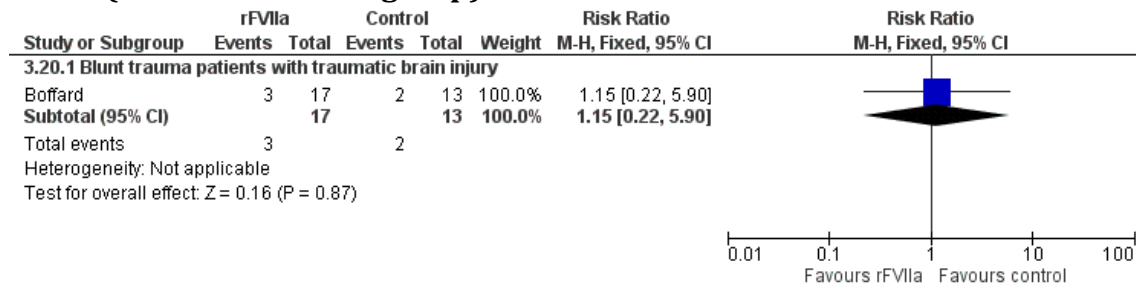 rFVIIa Control Risk Ratio Risk Ratio
Study or Subgroup Events Total Events Total Weight M-H, Fixed, 95% CI M-H, Fixed, 95% CI
3.20.1 Blunt trauma patients with traumatic brain injury
Boffard 3 17 2 13 100.0% 1.15 [0.22, 5.90]
Subtotal (95% CI) 17 13 100.0% 1.15 [0.22, 5.90]
Total events 3 2
Heterogeneity: Not applicable
Test for overall effect: Z = 0.16 (P = 0.87)
0.01 0.1 1 10 100
Favours rFVIIa Favours control